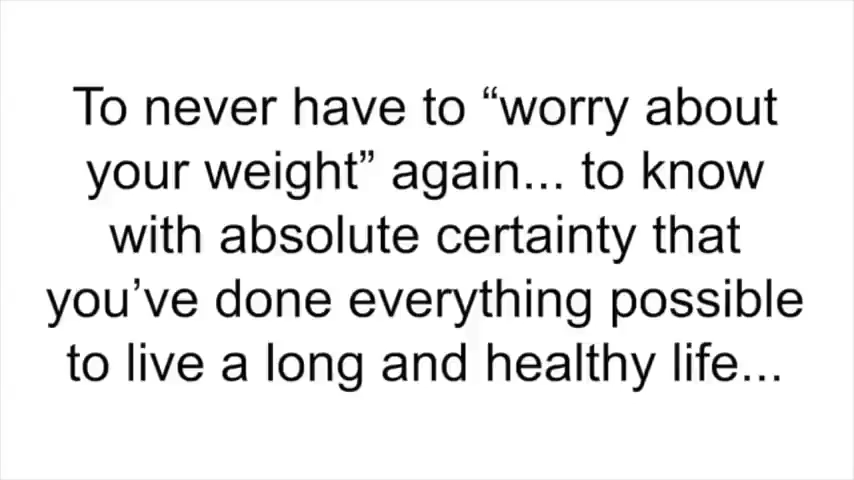 To never have to “worry about
your weight” again... to know
with absolute certainty that
you’ve done everything possible
to live a long and healthy life...